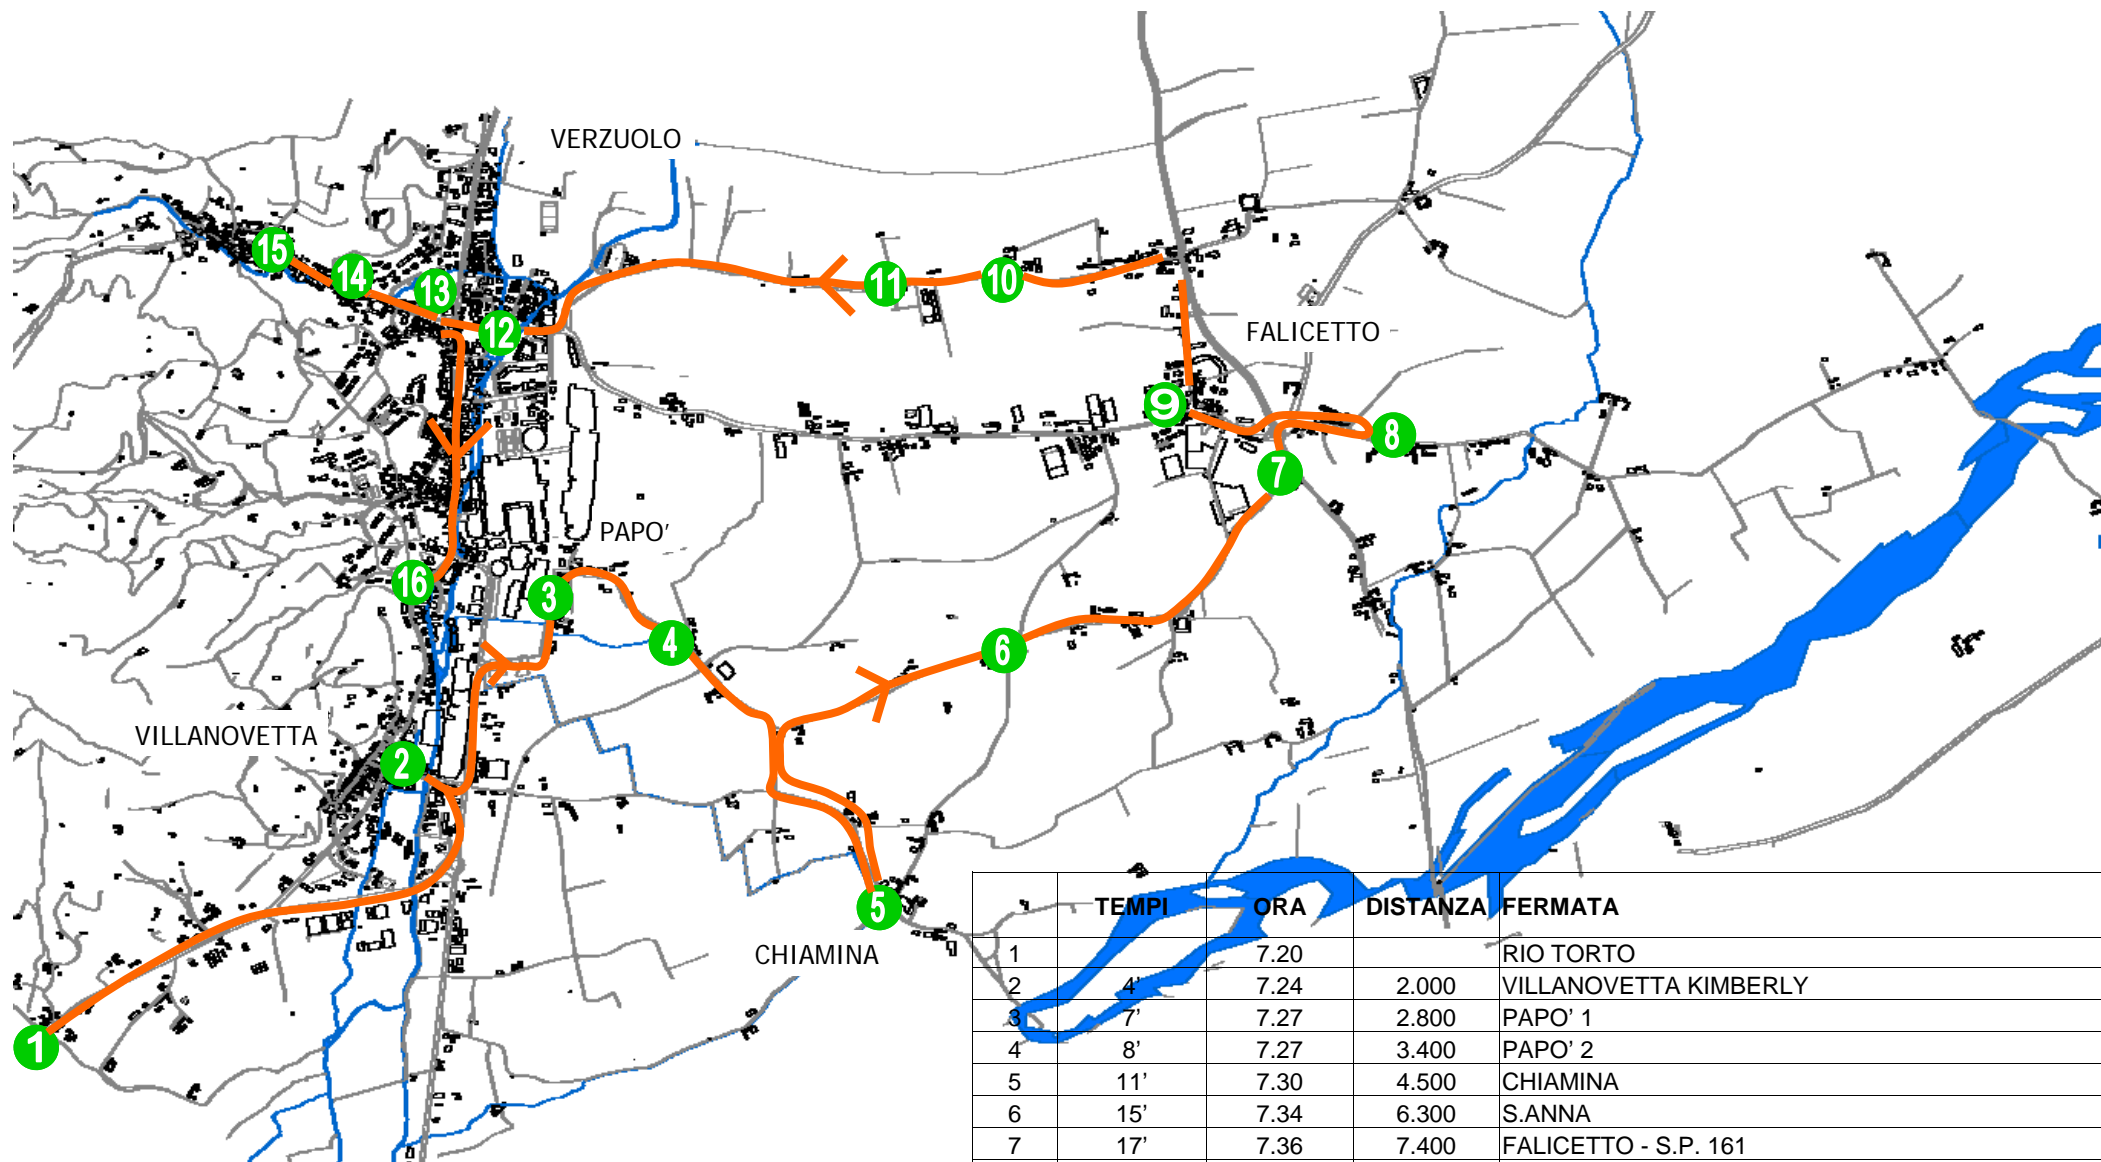 VERZUOLO
15
14
13
12
11
10
FALICETTO
9
8
7
PAPO'
16
3
4
6
VILLANOVETTA
2
5
CHIAMINA
1
TEMPI ORA DISTANZA FERMATA
1 7.20 RIO TORTO
2 4' 7.24 2.000 VILLANOVETTA KIMBERLY
3 7' 7.27 2.800 PAPO' 1
4 8' 7.27 3.400 PAPO' 2
5 11' 7.30 4.500 CHIAMINA
6 15' 7.34 6.300 S.ANNA
7 17' 7.36 7.400 FALICETTO - S.P. 161